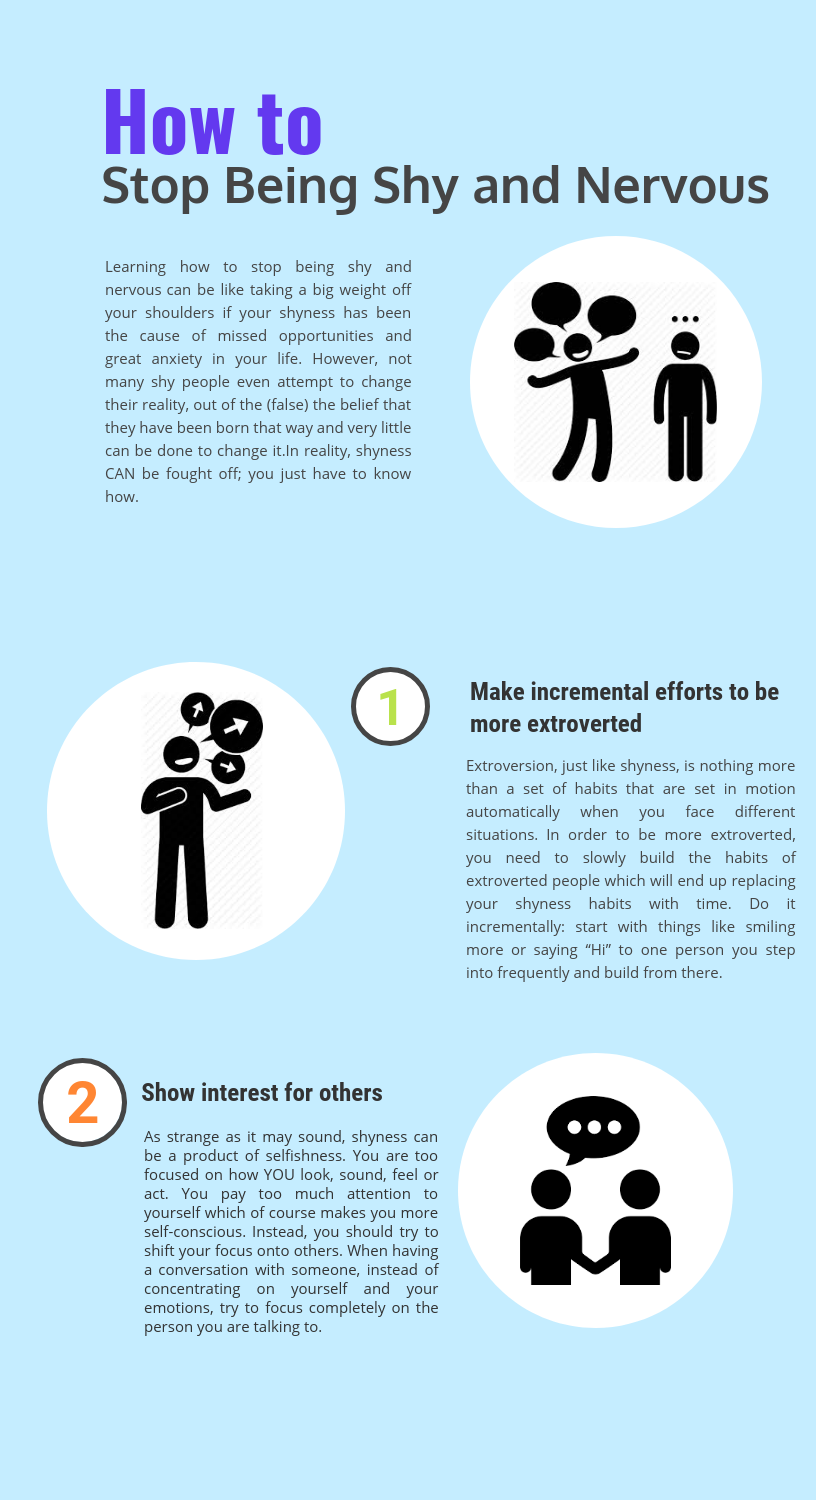 How to
Stop Being Shy and Nervous
Learning how to stop being shy and
nervous can be like taking a big weight off
your shoulders if your shyness has been
the cause of missed opportunities and
great anxiety in your life. However, not
many shy people even attempt to change
their reality, out of the (false) the belief that
they have been born that way and very little
can be done to change it.In reality, shyness
CAN be fought off; you just have to know
how.
1
Make incremental efforts to be
more extroverted
Extroversion, just like shyness, is nothing more
than a set of habits that are set in motion
automatically when you face different
situations. In order to be more extroverted,
you need to slowly build the habits of
extroverted people which will end up replacing
your shyness habits with time. Do it
incrementally: start with things like smiling
more or saying “Hi” to one person you step
into frequently and build from there.
2
Show interest for others
As strange as it may sound, shyness can
be a product of selfishness. You are too
focused on how YOU look, sound, feel or
act. You pay too much attention to
yourself which of course makes you more
self-conscious. Instead, you should try to
shift your focus onto others. When having
a conversation with someone, instead of
concentrating on yourself and your
emotions, try to focus completely on the
person you are talking to.